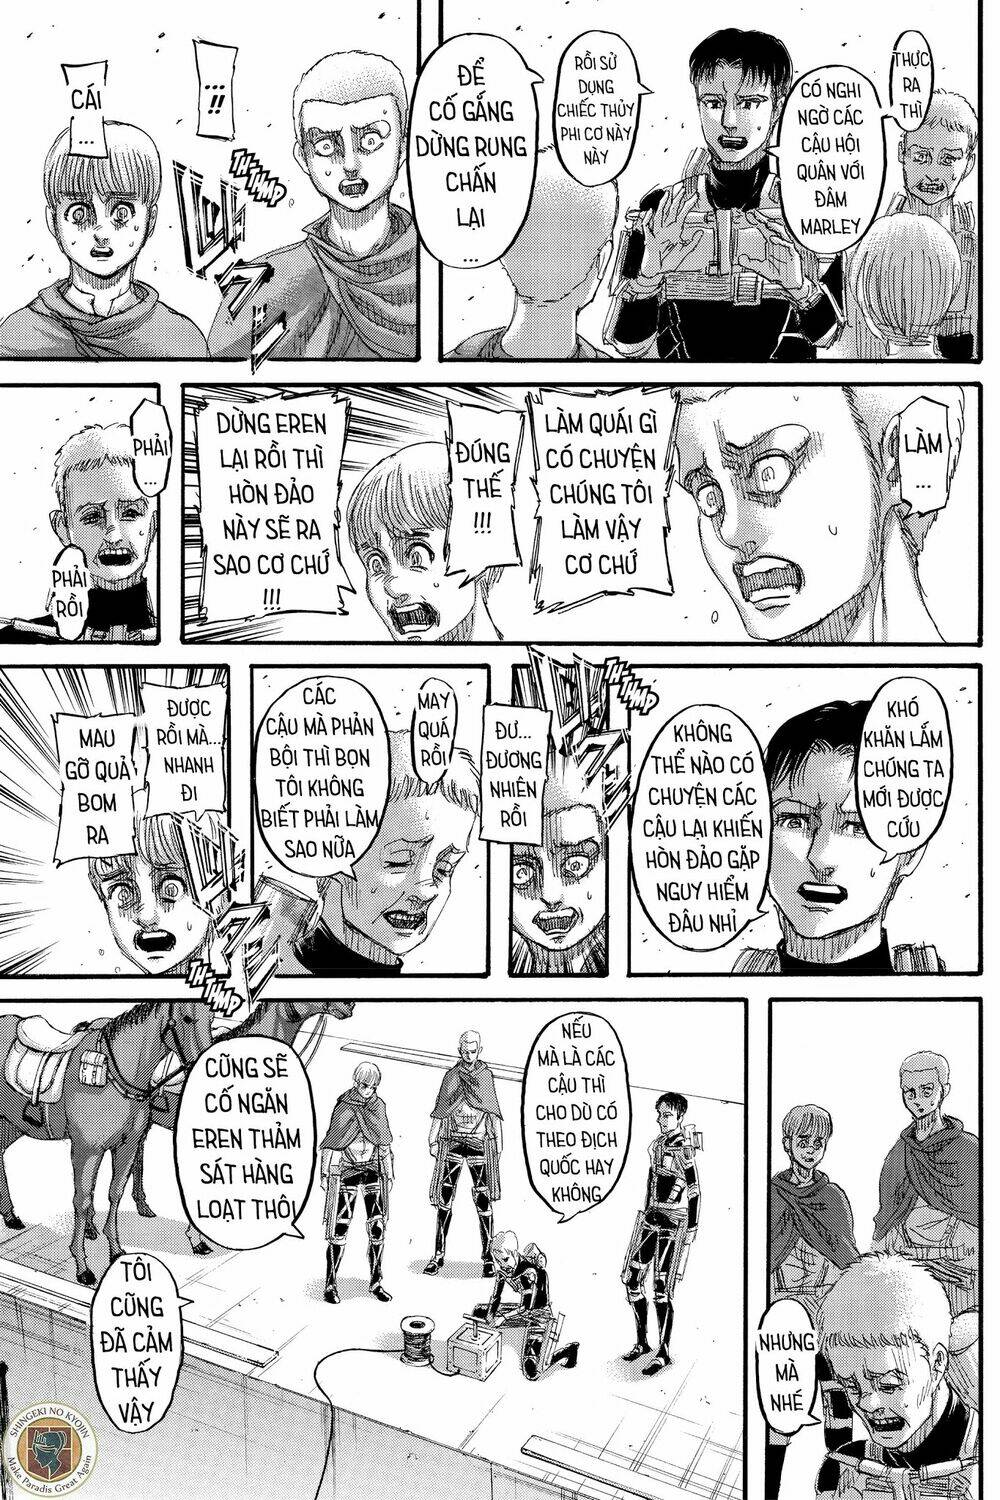 THỰC
RA
THÌ
CÓ NGHI
NGỜ CÁC
CẬU HỘI
QUÂN VỚI
ĐÂM
MARLEY
RỒI SỬ
DỤNG
CHIẾC THỦY
PHI CƠ NÀY
NÀY
ĐỂ
CỐ GẮNG
DỪNG RUNG
CHẤN
LẠI
...
...!!
TH-THMP
CÁI
...
LÀM
...
LÀM QUÁI GÌ
CÓ CHUYỆN
CHÚNG TÔI
LÀM VẬY
CƠ CHỨ
ĐÚNG
THẾ
!!!
DỪNG EREN
LẠI RỒI THÌ
HÒN ĐẢO
NÀY SẼ RA
SAO CƠ CHỨ
!!!
PHẢI
...
PHẢI
RỒI
KHÓ
KHĂN LẮM
CHÚNG TA
MỚI ĐƯỢC
CỨU
KHÔNG
THỂ NÀO CÓ
CHUYỆN CÁC
CẬU LẠI KHIẾN
HÒN ĐẢO GẶP
NGUY HIỂM
ĐÂU NHỈ
TH-THMP
ĐƯ...
ĐƯƠNG
NHIÊN
RỒI
MAY
QUÁ
RỒI
CÁC
CẬU MÀ PHẢN
BỘI THÌ BỌN
TÔI KHÔNG
BIẾT PHẢI LÀM
SAO NỮA
ĐƯỢC
RỒI MÀ...
NHANH
ĐI
MAU
GỠ QUẢ
BOM
RA
TH-THMP
NHƯNG
MÀ
NHÉ
NẾU
MÀ LÀ CÁC
CẬU THÌ
CHO DÙ CÓ
THEO ĐỊCH
QUỐC HAY
KHÔNG
CŨNG SẼ
CỐ NGĂN
EREN THẢM
SÁT HÀNG
LOẠT THÔI
TÔI
CŨNG
ĐÃ CẢM
THẤY
VẬY
SHINGEKI NO KYOJIN
Make Paradis Great Again